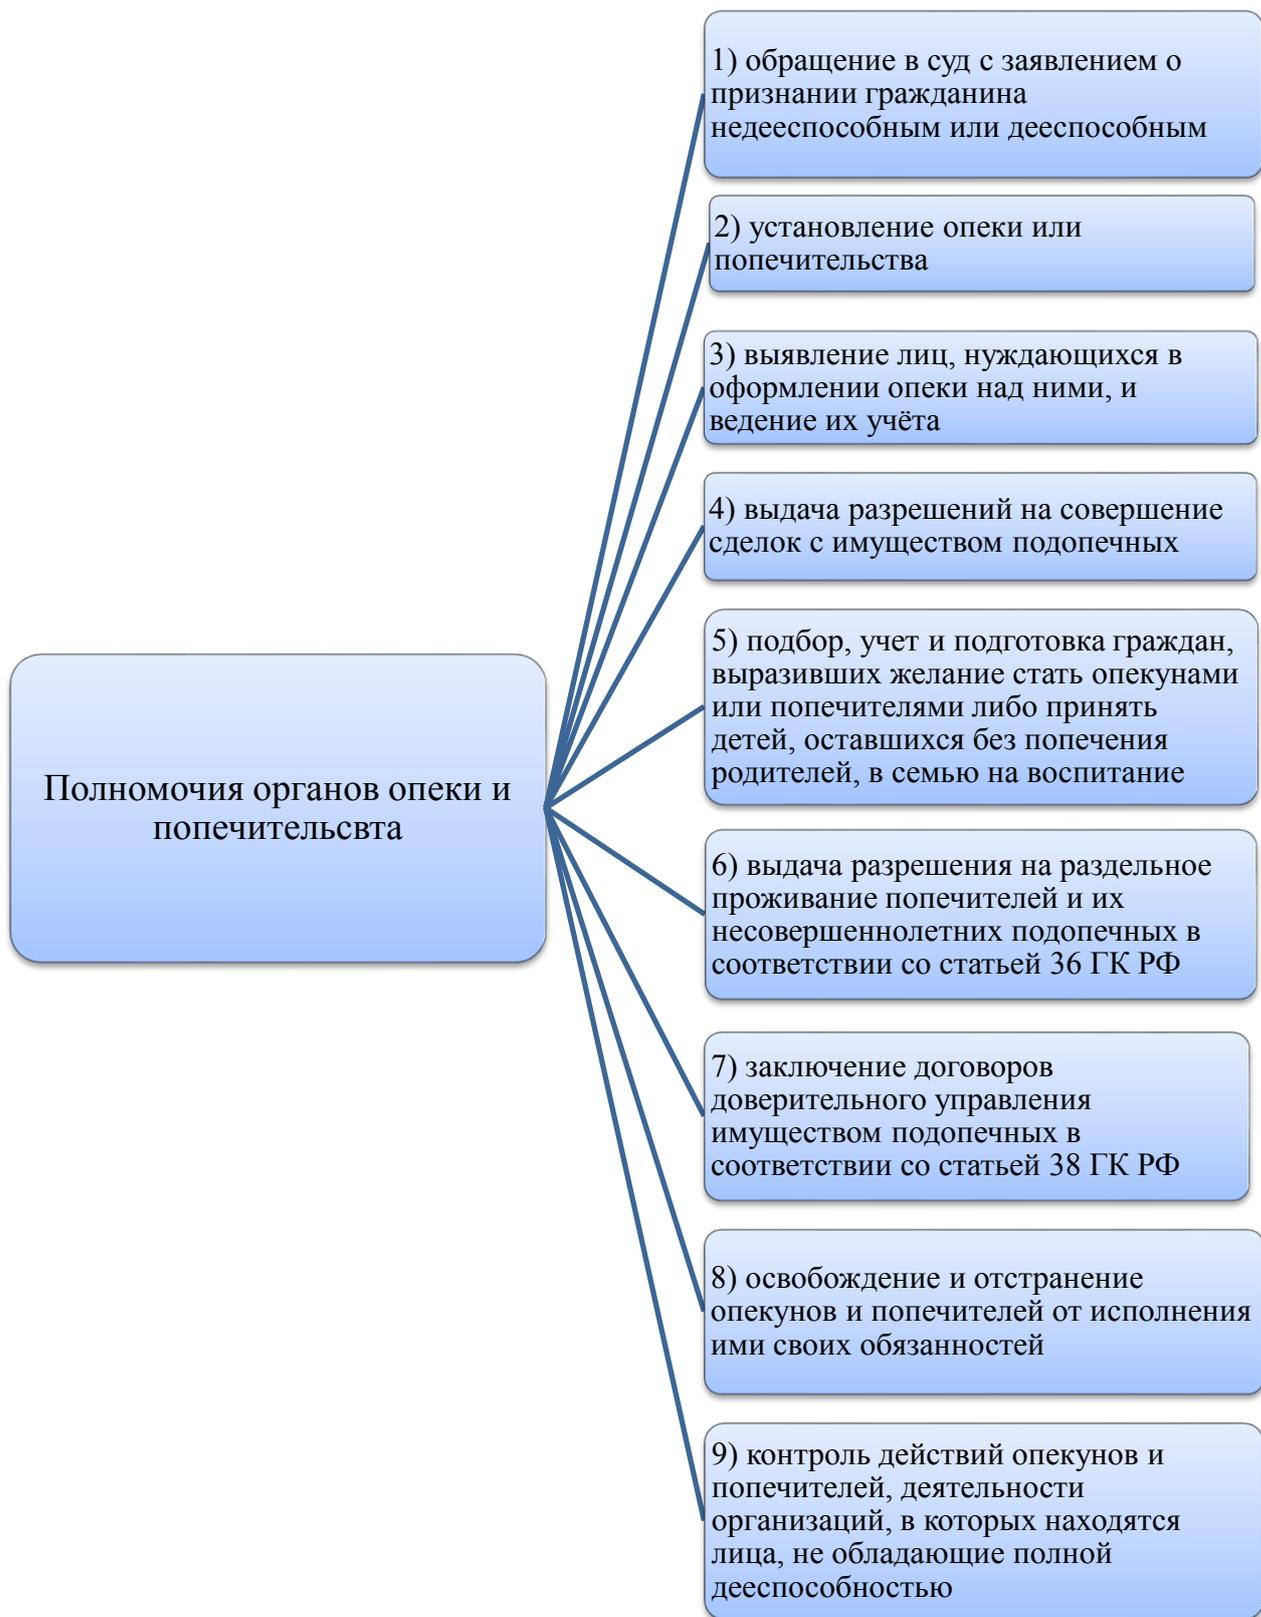 Полномочия органов опеки и
попечительсвта
1) обращение в суд с заявлением о
признании гражданина
недееспособным или дееспособным
2) установление опеки или
попечительства
3) выявление лиц, нуждающихся в
оформлении опеки над ними, и
ведение их учёта
4) выдача разрешений на совершение
сделок с имуществом подопечных
5) подбор, учет и подготовка граждан,
выразивших желание стать опекунами
или попечителями либо принять
детей, оставшихся без попечения
родителей, в семью на воспитание
6) выдача разрешения на раздельное
проживание попечителей и их
несовершеннолетних подопечных в
соответствии со статьей 36 ГК РФ
7) заключение договоров
доверительного управления
имуществом подопечных в
соответствии со статьей 38 ГК РФ
8) освобождение и отстранение
опекунов и попечителей от исполнения
ими своих обязанностей
9) контроль действий опекунов и
попечителей, деятельности
организаций, в которых находятся
лица, не обладающие полной
дееспособностью